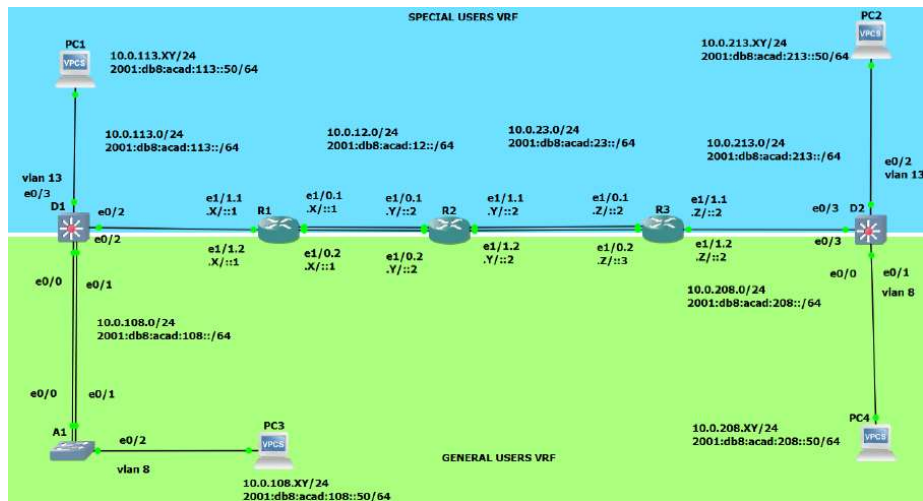 SPECIAL USERS VRF
PC1
VPCS
10.0.113.XY/24
2001:db8:acad:113::50/64
PC2
VPCS
10.0.213.XY/24
2001:db8:acad:213::50/64
10.0.113.0/24
2001:db8:acad:113::/64
10.0.12.0/24
2001:db8:acad:12::/64
10.0.23.0/24
2001:db8:acad:23::/64
10.0.213.0/24
2001:db8:acad:213::/64
vlan 13
e0/3
D1
e0/2
e0/2
e0/0
e0/1
e1/1.1
.X/::1
R1
e1/0.1
.X/::1
e1/1.2
.X/::1
e1/0.2
.X/::1
e1/0.1
.Y/::2
R2
e1/1.1
.Y/::2
e1/0.2
.Y/::2
e1/1.2
.Y/::2
e1/0.1
.Z/::2
R3
e1/1.1
.Z/::2
e1/0.2
.Z/::3
e1/1.2
.Z/::2
e0/2
vlan 13
e0/3
D2
e0/3
e0/0
e0/1
vlan 8
10.0.208.0/24
2001:db8:acad:208::/64
10.0.108.0/24
2001:db8:acad:108::/64
e0/0
e0/1
A1
e0/2
vlan 8
PC3
VPCS
10.0.108.XY/24
2001:db8:acad:108::50/64
PC4
VPCS
10.0.208.XY/24
2001:db8:acad:208::50/64
GENERAL USERS VRF